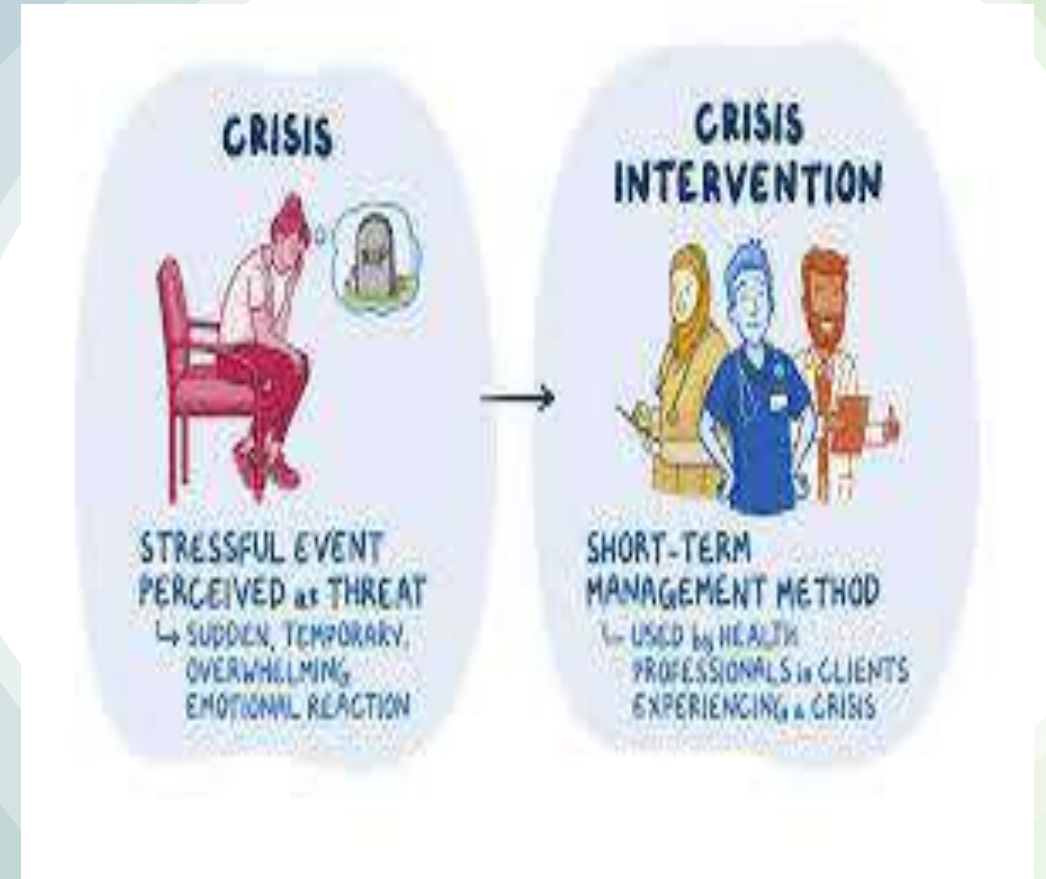 CRISIS
STRESSFUL EVENT
PERCEIVED as THREAT
↳ SUDDEN, TEMPORARY,
OVERWHELMING
EMOTIONAL REACTION
CRISIS
INTERVENTION
SHORT-TERM
MANAGEMENT METHOD
↳ USED by HEALTH
PROFESSIONALS in CLIENTS
EXPERIENCING a CRISIS